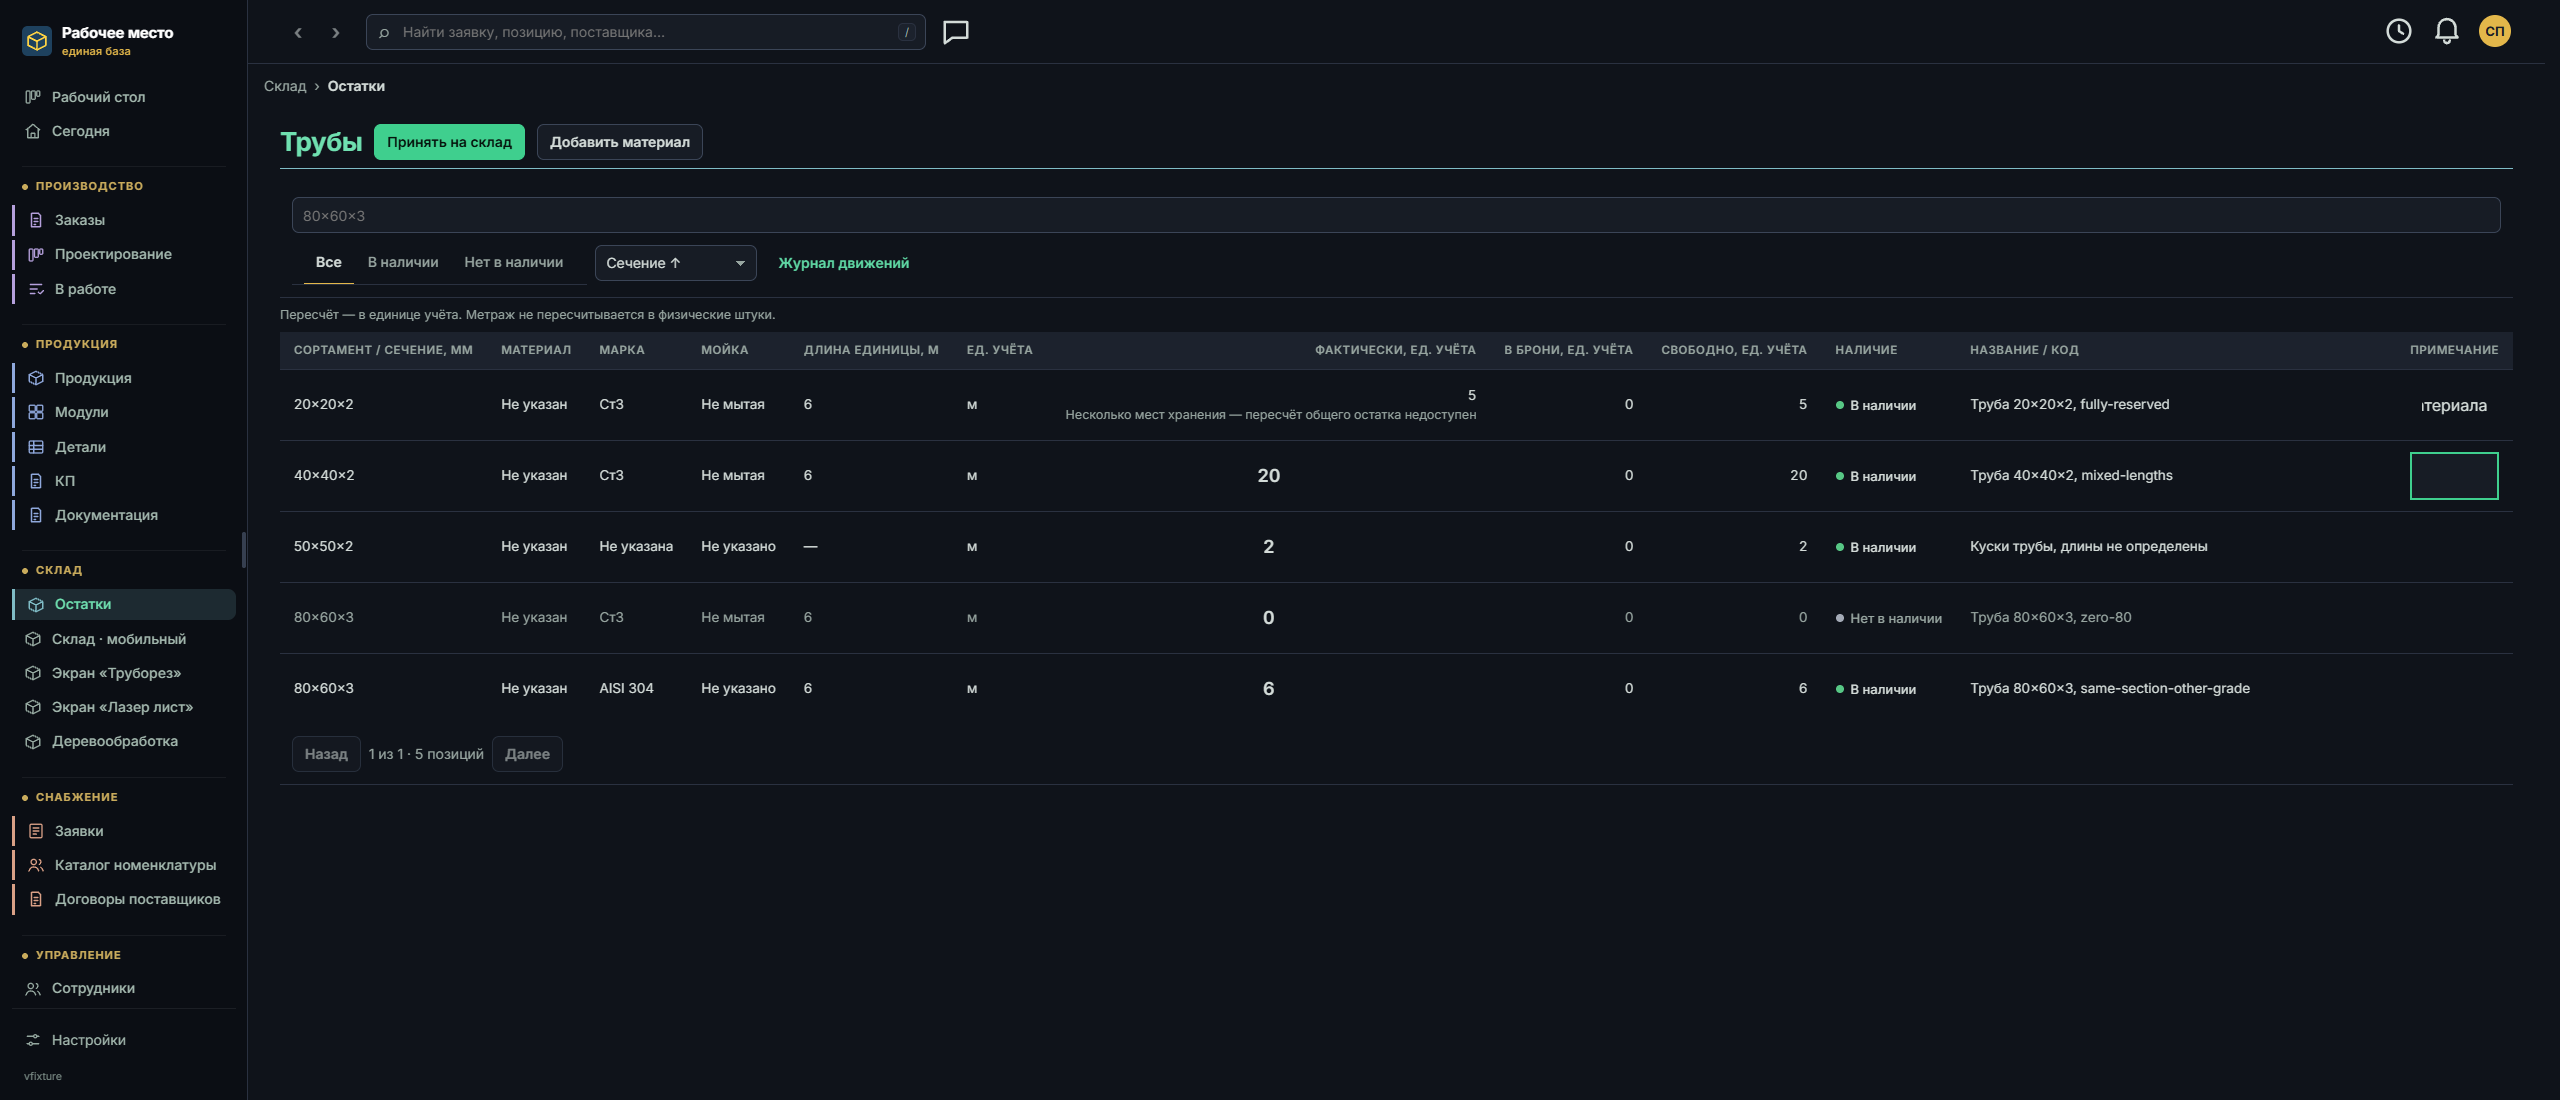 Рабочее место
единая база
Найти заявку, позицию, поставщика...
/
СП
Рабочий стол
Сегодня
ПРОИЗВОДСТВО
Заказы
Проектирование
В работе
ПРОДУКЦИЯ
Продукция
Модули
Детали
КП
Документация
СКЛАД
Остатки
Склад · мобильный
Экран «Труборез»
Экран «Лазер лист»
Деревообработка
СНАБЖЕНИЕ
Заявки
Каталог номенклатуры
Договоры поставщиков
УПРАВЛЕНИЕ
Сотрудники
Настройки
vfixture
Склад › Остатки
Трубы Принять на склад Добавить материал
80×60×3
Все В наличии Нет в наличии Сечение ↑ Журнал движений
Пересчёт — в единице учёта. Метраж не пересчитывается в физические штуки.
СОРТАМЕНТ / СЕЧЕНИЕ, ММ МАТЕРИАЛ МАРКА МОЙКА ДЛИНА ЕДИНИЦЫ, М ЕД. УЧЁТА ФАКТИЧЕСКИ, ЕД. УЧЁТА В БРОНИ, ЕД. УЧЁТА СВОБОДНО, ЕД. УЧЁТА НАЛИЧИЕ НАЗВАНИЕ / КОД ПРИМЕЧАНИЕ
20×20×2 Не указан Ст3 Не мытая 6 м 5 0 5 В наличии Труба 20×20×2, fully-reserved териала
Несколько мест хранения — пересчёт общего остатка недоступен
40×40×2 Не указан Ст3 Не мытая 6 м 20 0 20 В наличии Труба 40×40×2, mixed-lengths
50×50×2 Не указан Не указана Не указано — м 2 0 2 В наличии Куски трубы, длины не определены
80×60×3 Не указан Ст3 Не мытая 6 м 0 0 0 Нет в наличии Труба 80×60×3, zero-80
80×60×3 Не указан AISI 304 Не указано 6 м 6 0 6 В наличии Труба 80×60×3, same-section-other-grade
Назад 1 из 1 · 5 позиций Далее